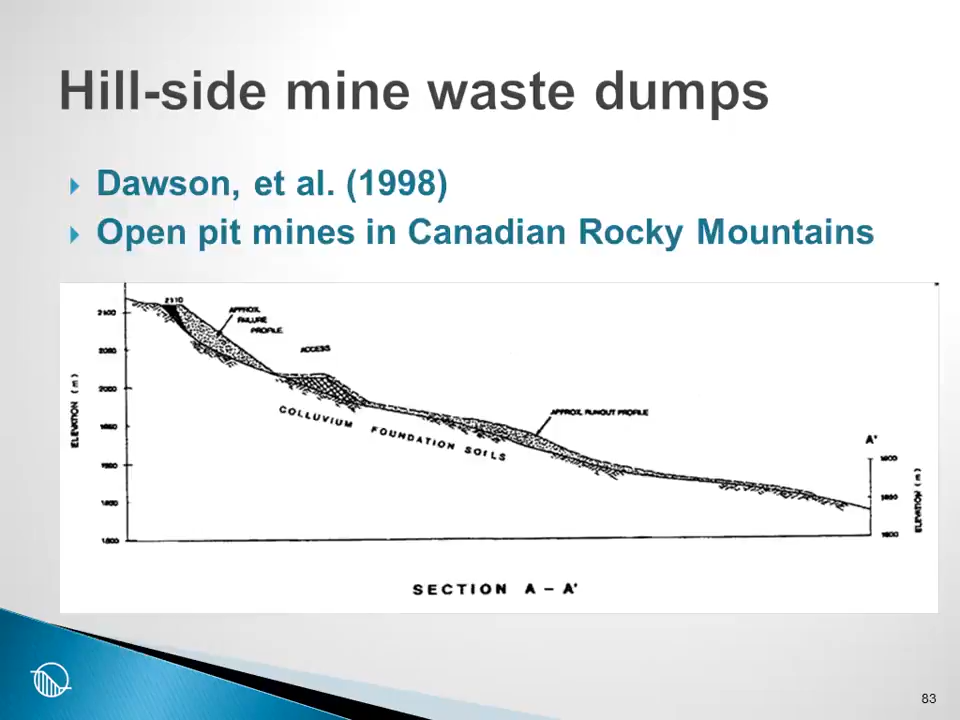 Hill-side mine waste dumps
Dawson, et al. (1998)
Open pit mines in Canadian Rocky Mountains
2110
APPROX.
FAILURE
PROFILE
2100
ACCESS
2050
2000
ELEVATION (m)
COLLUVIUM FOUNDATION SOILS
APPROX. RUNOUT PROFILE
A'
ELEVATION (m)
SECTION A – A'
83